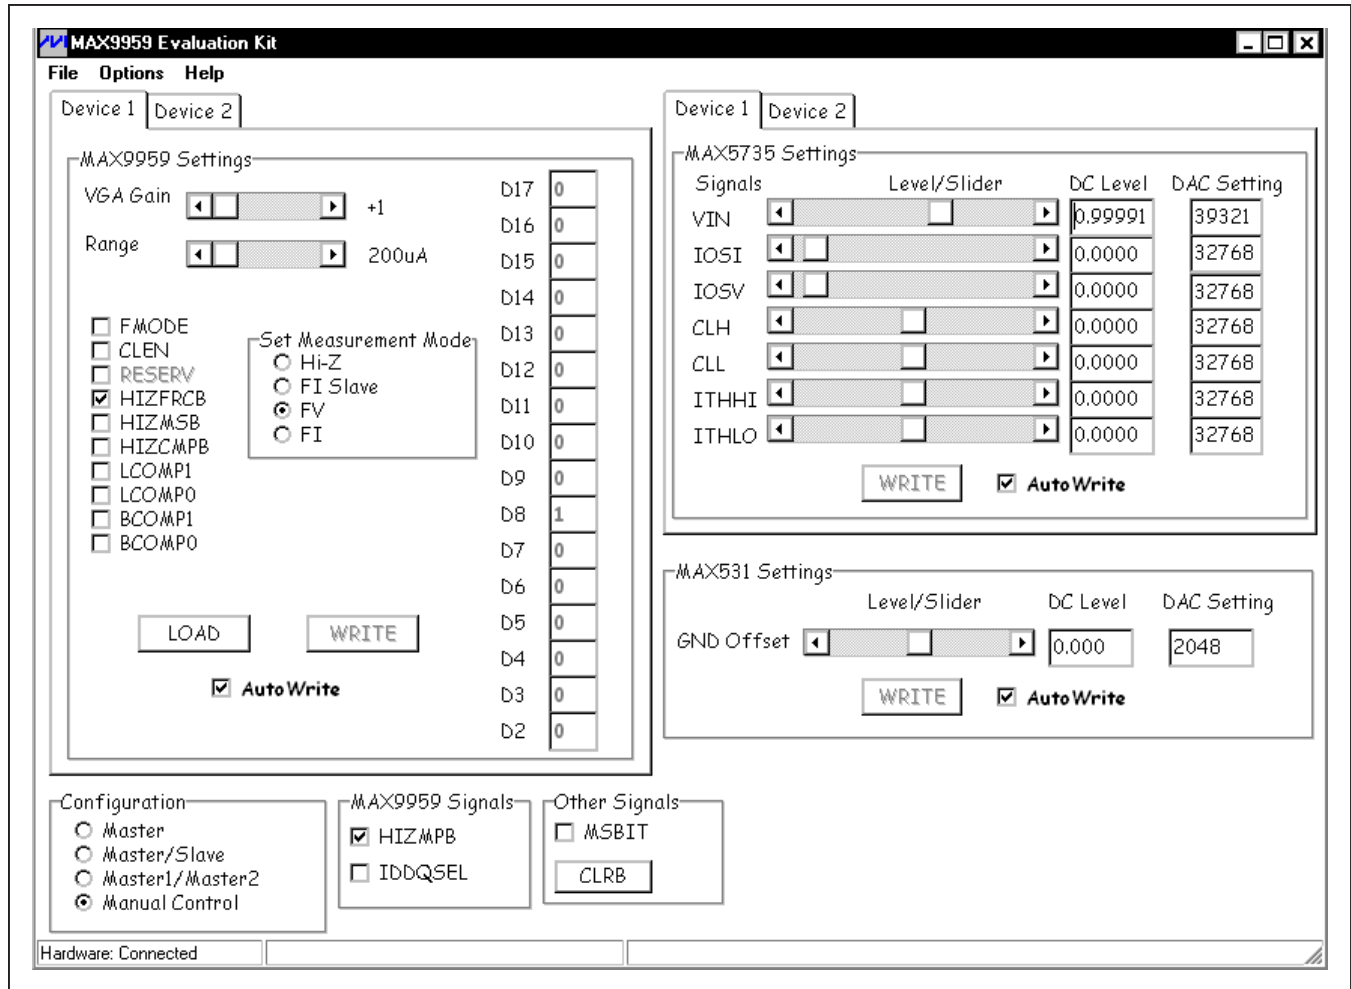 MAX9959 Evaluation Kit
File Options Help
Device 1 Device 2
MAX9959 Settings
VGA Gain +1
Range 200uA
FMODE
CLEN
RESERV
HIZFRCB
HIZMSB
HIZCMPB
LCOMP1
LCOMP0
BCOMP1
BCOMP0
Set Measurement Mode
Hi-Z
FI Slave
FV
FI
D17 0
D16 0
D15 0
D14 0
D13 0
D12 0
D11 0
D10 0
D9 0
D8 1
D7 0
D6 0
D5 0
D4 0
D3 0
D2 0
LOAD WRITE
AutoWrite
Device 1 Device 2
MAX5735 Settings
Signals Level/Slider DC Level DAC Setting
VIN 0.99991 39321
IOSI 0.0000 32768
IOSV 0.0000 32768
CLH 0.0000 32768
CLL 0.0000 32768
ITHHI 0.0000 32768
ITHLO 0.0000 32768
WRITE AutoWrite
MAX531 Settings
Level/Slider DC Level DAC Setting
GND Offset 0.000 2048
WRITE AutoWrite
Configuration
Master
Master/Slave
Master1/Master2
Manual Control
MAX9959 Signals
HIZMPB
IDDQSEL
Other Signals
MSBIT
CLRB
Hardware: Connected